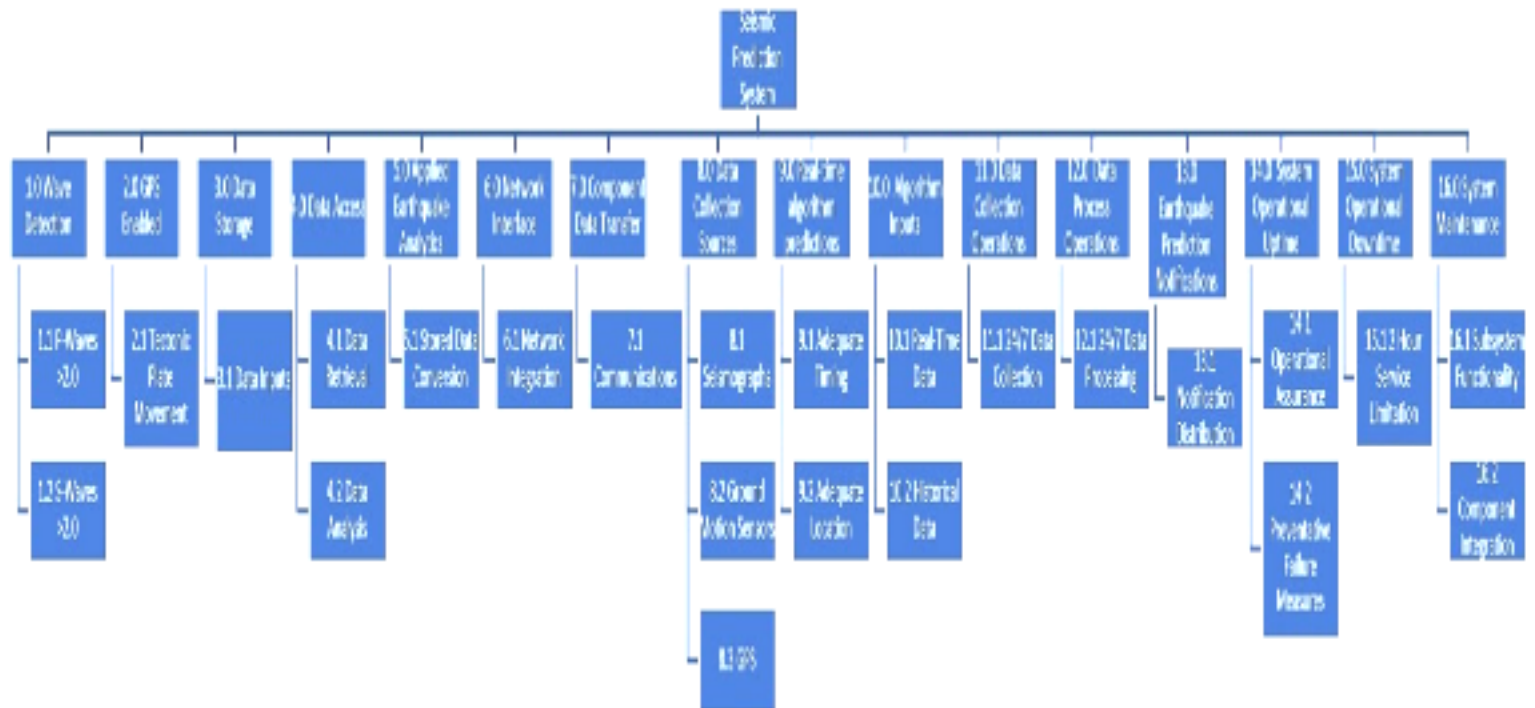 Seismic
Prediction
System
1.0 Wave
Detection
2.0 GPS
Enabled
3.0 Data
Storage
4.0 Data Access
5.0 Applied
Earthquake
Analytics
6.0 Network
Interface
7.0 Component
Data Transfer
8.0 Data
Collection
Sources
9.0 Real-time
algorithm
predictions
10.0 Algorithm
Inputs
11.0 Data
Collection
Operations
12.0 Data
Process
Operations
13.0
Earthquake
Prediction
Notifications
14.0 System
Operational
Uptime
15.0 System
Operational
Downtime
16.0 System
Maintenance
1.1 P-Waves
>2.0
2.1 Tectonic
Plate
Movement
3.1 Data Inputs
4.1 Data
Retrieval
5.1 Stored Data
Conversion
6.1 Network
Integration
7.1
Communications
8.1
Seismographs
9.1 Adequate
Timing
10.1 Real-Time
Data
11.1 24/7 Data
Collection
12.1 24/7 Data
Processing
13.1
Notification
Distribution
14.1
Operational
Assurance
15.1 2 Hour
Service
Limitation
16.1 Subsystem
Functionality
1.2 S-Waves
>2.0
4.2 Data
Analysis
8.2 Ground
Motion Sensors
9.2 Adequate
Location
10.2 Historical
Data
14.2
Preventative
Failure
Measures
16.2
Component
Integration
8.3 GPS